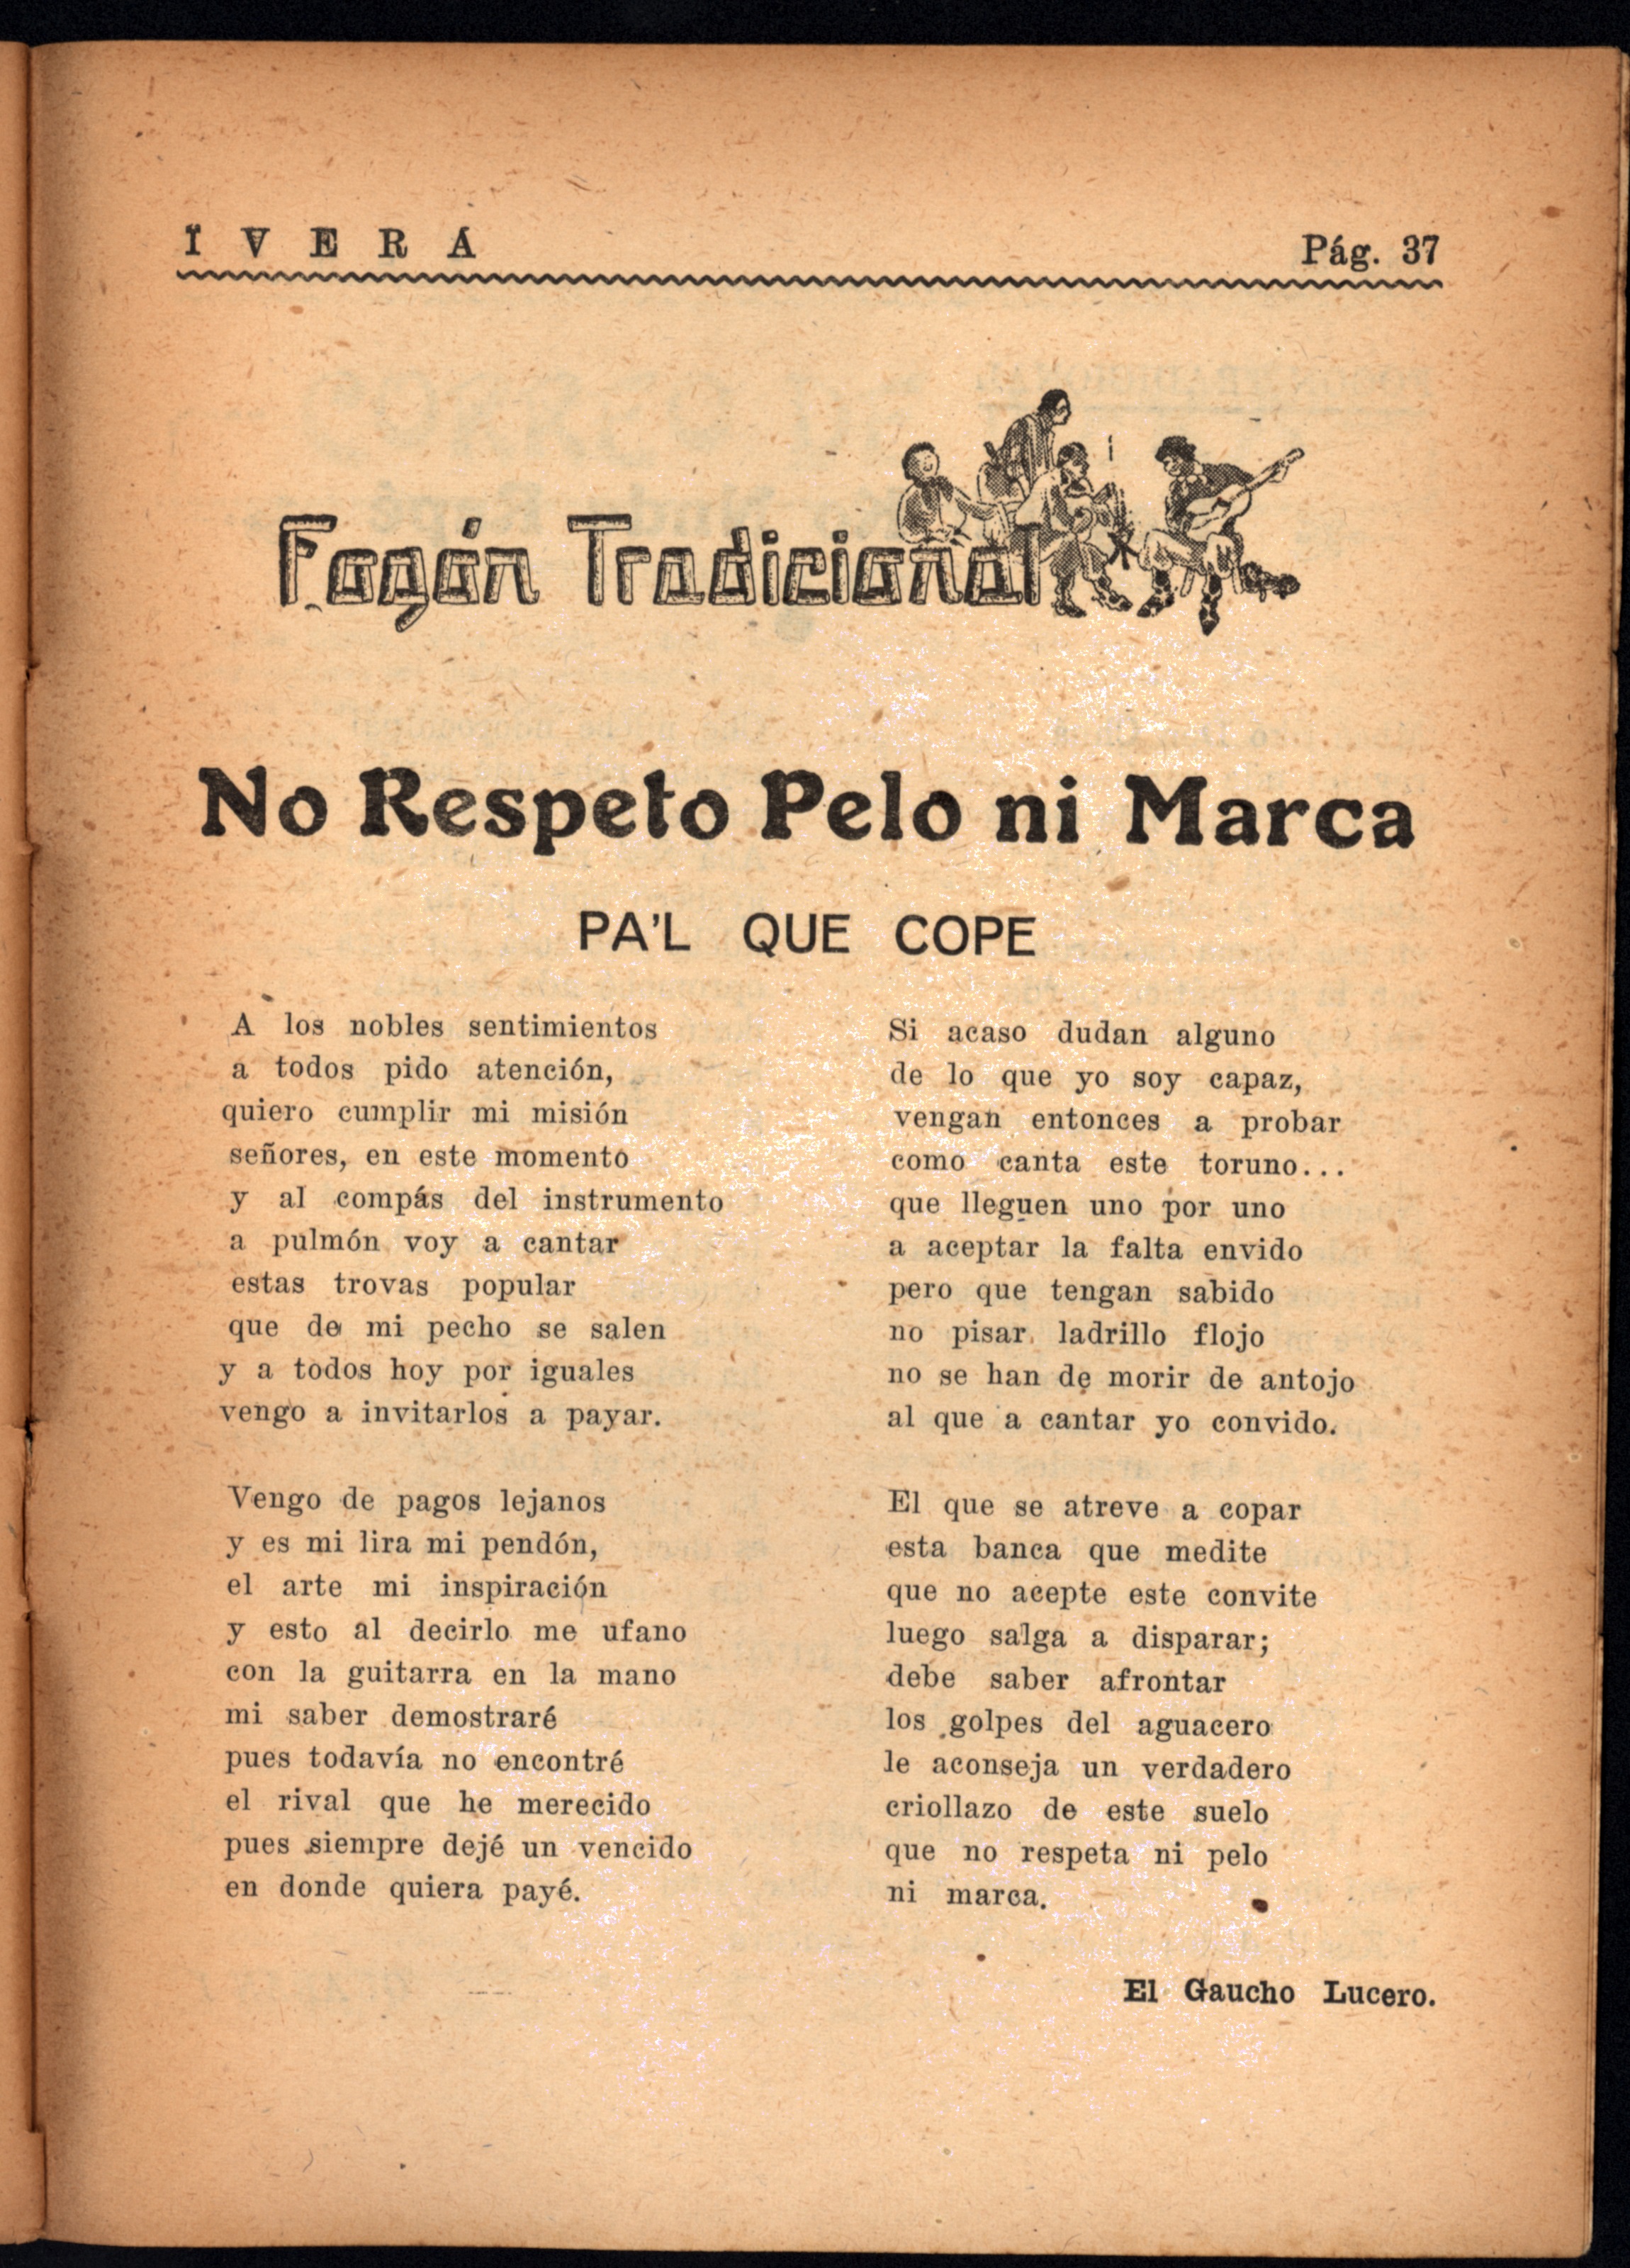 IVERÁ
Pág. 37
Fogón Tradicional
No Respeto Pelo ni Marca
PA'L QUE COPE
A los nobles sentimientos
a todos pido atención,
quiero cumplir mi misión
señores, en este momento
y al compás del instrumento
a pulmón voy a cantar
estas trovas popular
que de mi pecho se salen
y a todos hoy por iguales
vengo a invitarlos a payar.
Vengo de pagos lejanos
y es mi lira mi pendón,
el arte mi inspiración
y esto al decirlo me ufano
con la guitarra en la mano
mi saber demostraré
pues todavía no encontré
el rival que he merecido
pues siempre dejé un vencido
en donde quiera payé.
Si acaso dudan alguno
de lo que yo soy capaz,
vengan entonces a probar
como canta este toruno...
que lleguen uno por uno
a aceptar la falta envido
pero que tengan sabido
no pisar ladrillo flojo
no se han de morir de antojo
al que a cantar yo convido.
El que se atreve a copar
esta banca que medite
que no acepte este convite
luego salga a disparar;
debe saber afrontar
los golpes del aguacero
le aconseja un verdadero
criollazo de este suelo
que no respeta ni pelo
ni marca.
El Gaucho Lucero.